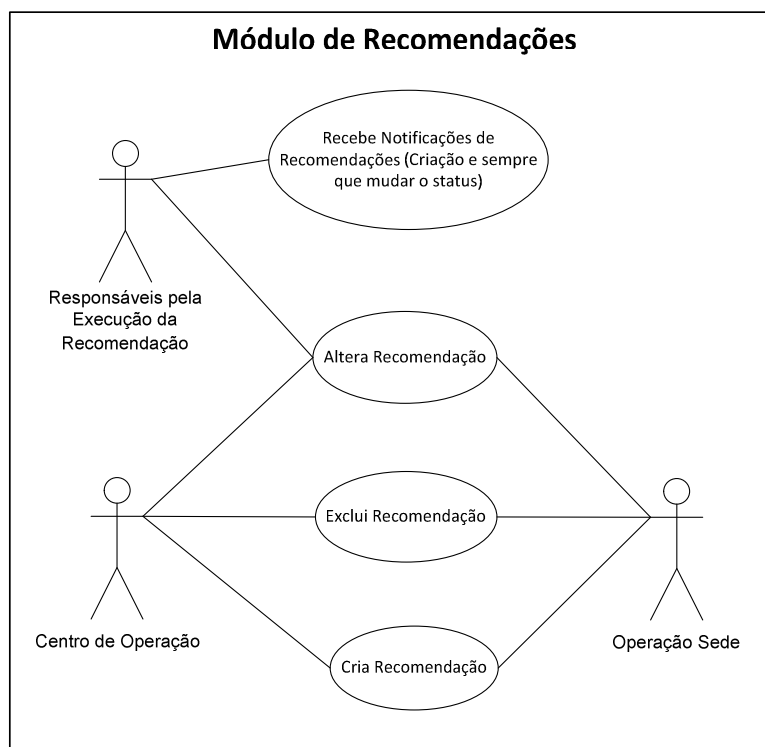 Módulo de Recomendações
Recebe Notificações de
Recomendações (Criação e sempre
que mudar o status)
Responsáveis pela
Execução da
Recomendação
Altera Recomendação
Exclui Recomendação
Centro de Operação
Operação Sede
Cria Recomendação